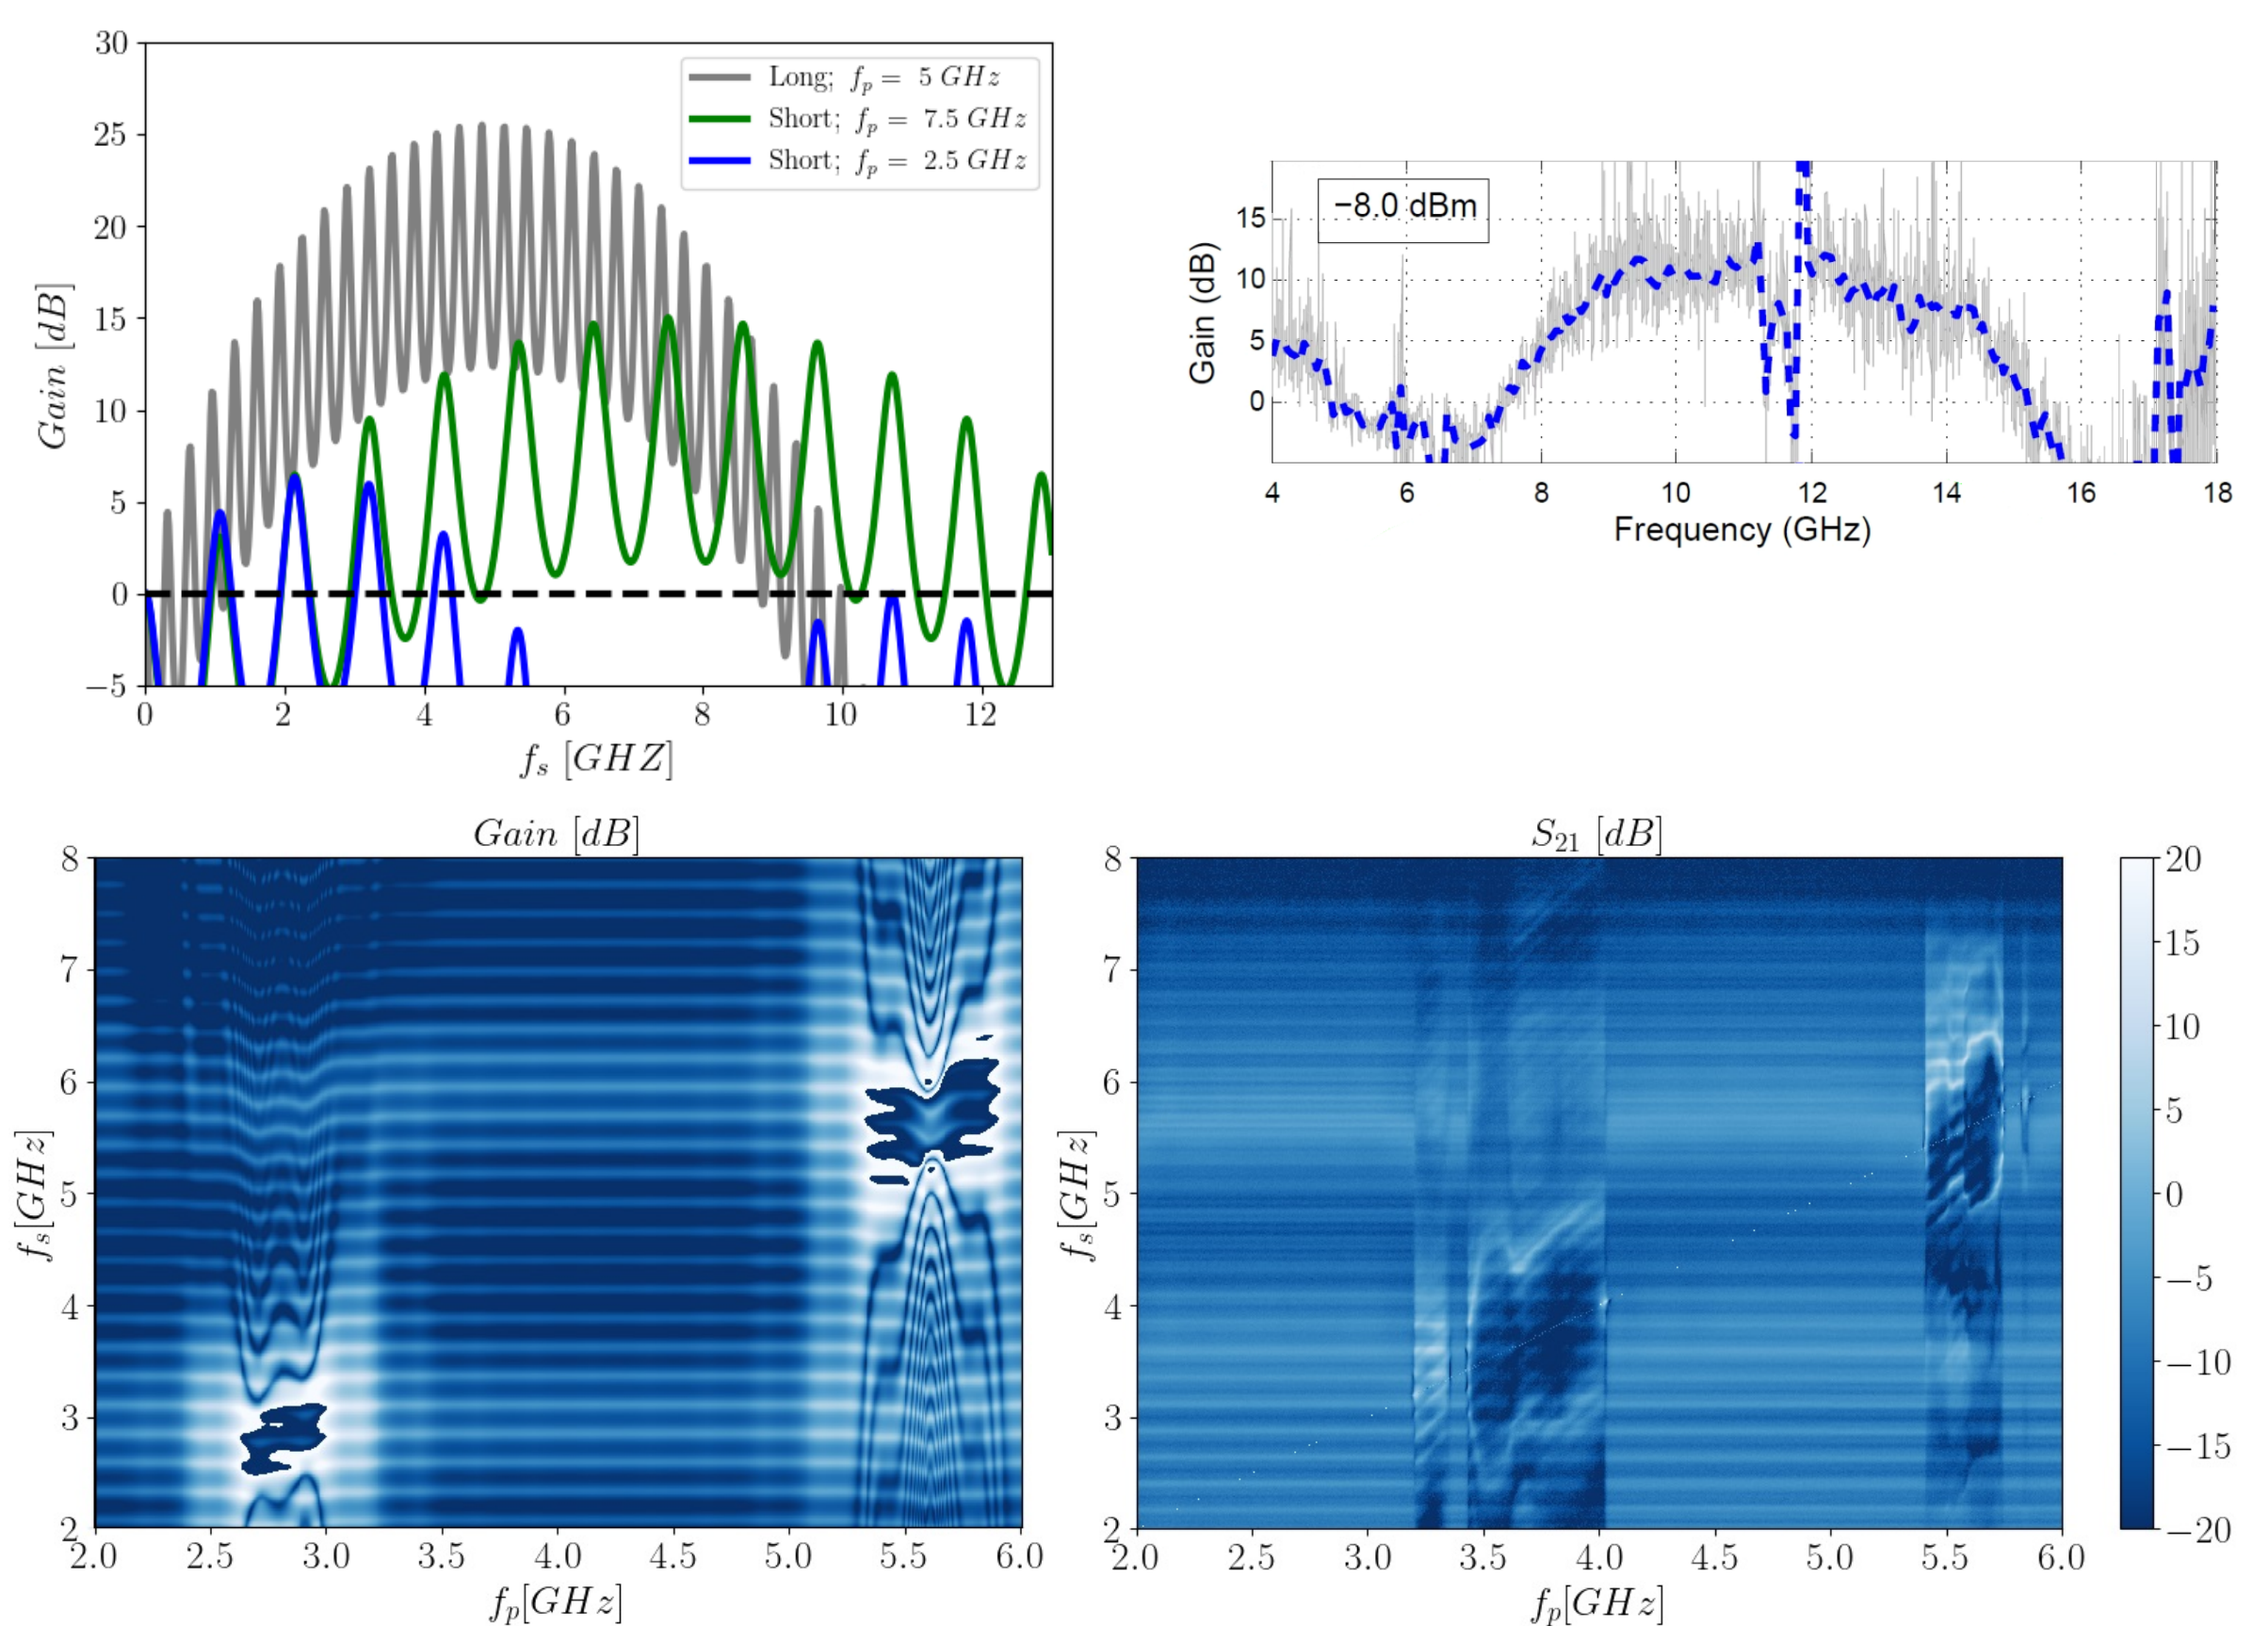 30
25
20
15
10
5
0
−5
Gain [dB]
Long; f_p = 5 GHz
Short; f_p = 7.5 GHz
Short; f_p = 2.5 GHz
0 2 4 6 8 10 12
f_s [GHZ]
15
10
5
0
Gain (dB)
−8.0 dBm
4 6 8 10 12 14 16 18
Frequency (GHz)
Gain [dB]
8
7
6
5
4
3
2
f_s[GHz]
2.0 2.5 3.0 3.5 4.0 4.5 5.0 5.5 6.0
f_p[GHz]
S_21 [dB]
8
7
6
5
4
3
2
f_s[GHz]
2.0 2.5 3.0 3.5 4.0 4.5 5.0 5.5 6.0
f_p[GHz]
20
15
10
5
0
−5
−10
−15
−20